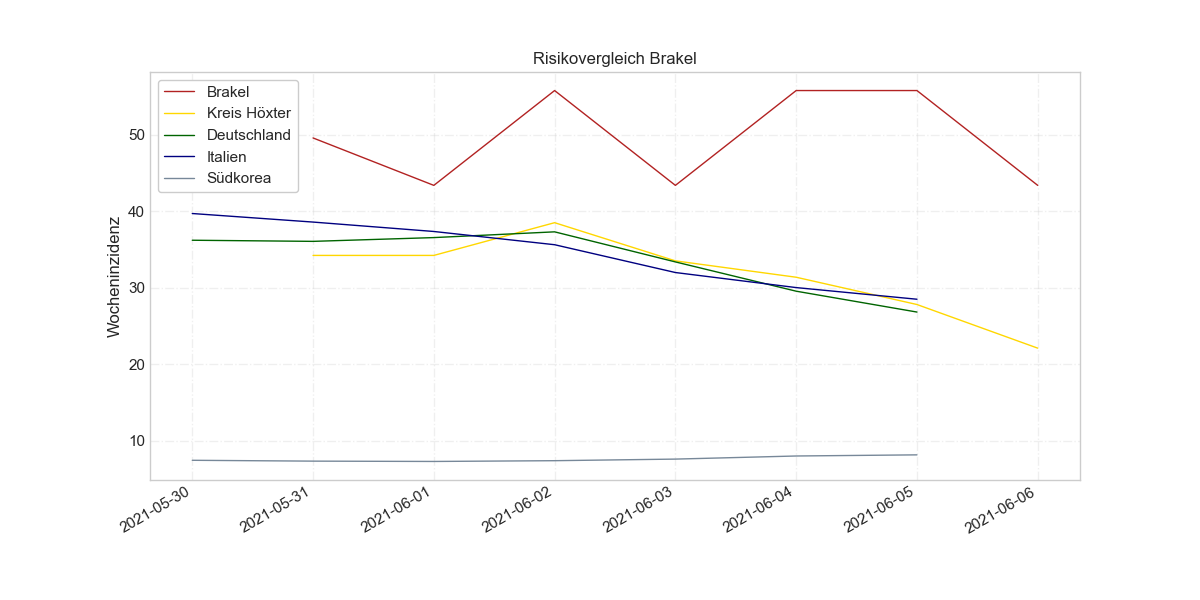 Risikovergleich Brakel
Brakel
Kreis Höxter
Deutschland
Italien
Südkorea
Wocheninzidenz
50
40
30
20
10
2021-05-30
2021-05-31
2021-06-01
2021-06-02
2021-06-03
2021-06-04
2021-06-05
2021-06-06